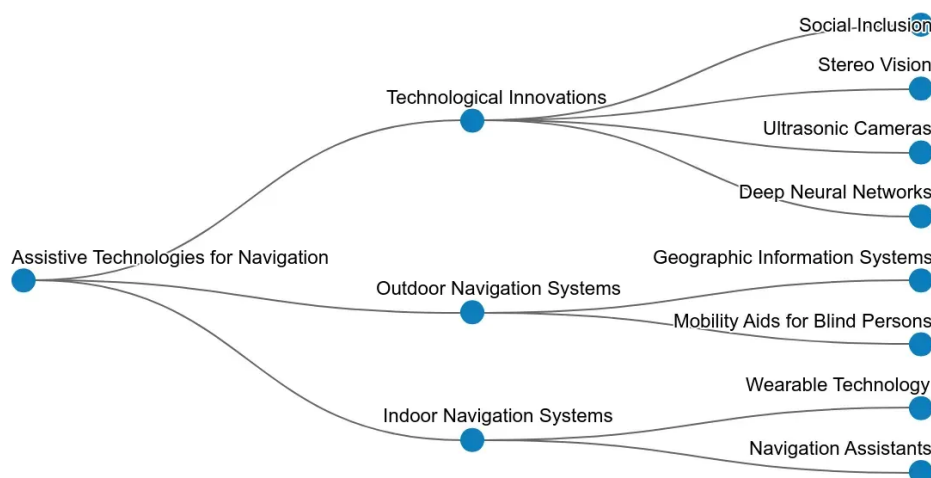 Social Inclusion
Stereo Vision
Technological Innovations
Ultrasonic Cameras
Deep Neural Networks
Assistive Technologies for Navigation
Geographic Information Systems
Outdoor Navigation Systems
Mobility Aids for Blind Persons
Wearable Technology
Indoor Navigation Systems
Navigation Assistants